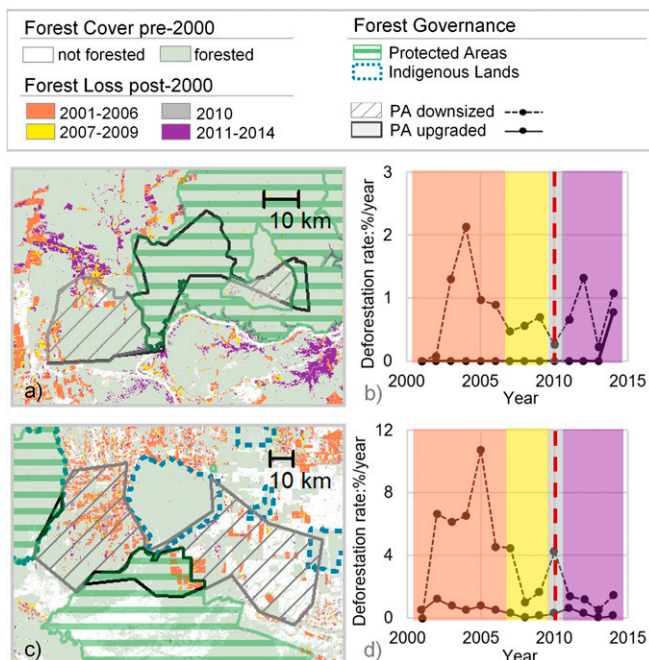 Forest Cover pre-2000
not forested
forested
Forest Loss post-2000
2001-2006
2010
2007-2009
2011-2014
Forest Governance
Protected Areas
Indigenous Lands
PA downsized
PA upgraded
10 km
a)
3
2
1
0
2000
2005
2010
2015
Deforestation rate:%/year
Year
b)
10 km
c)
12
8
4
0
2000
2005
2010
2015
Deforestation rate:%/year
Year
d)